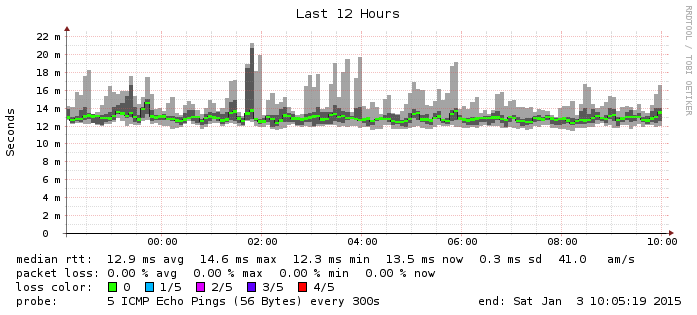 Last 12 Hours
RRDTOOL / TOBI OETIKER
Seconds
22 m
20 m
18 m
16 m
14 m
12 m
10 m
8 m
6 m
4 m
2 m
0
00:00 02:00 04:00 06:00 08:00 10:00
median rtt: 12.9 ms avg 14.6 ms max 12.3 ms min 13.5 ms now 0.3 ms sd 41.0 am/s
packet loss: 0.00 % avg 0.00 % max 0.00 % min 0.00 % now
loss color: 0 1/5 2/5 3/5 4/5
probe: 5 ICMP Echo Pings (56 Bytes) every 300s end: Sat Jan 3 10:05:19 2015